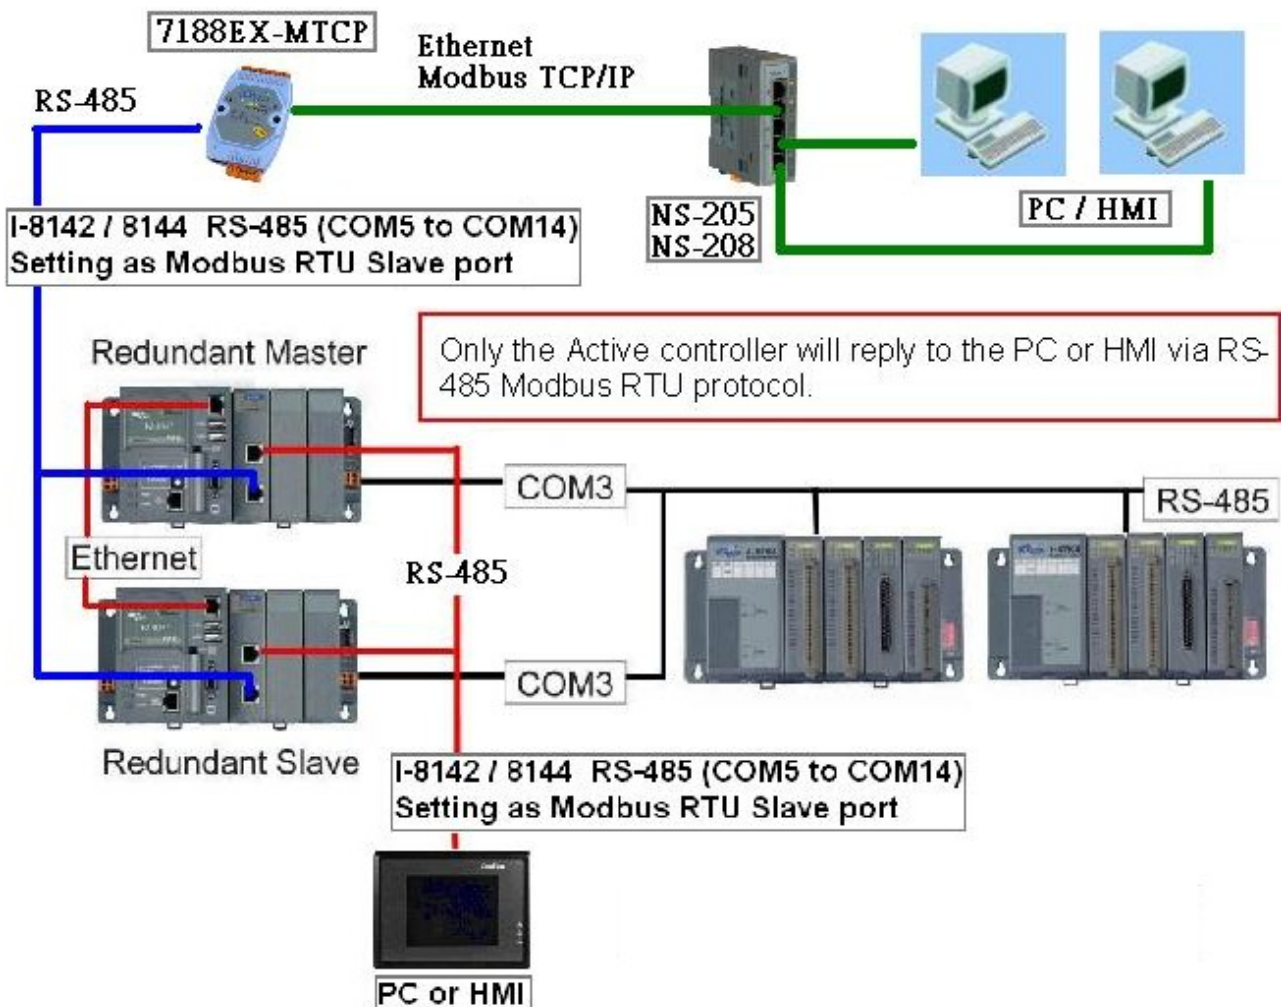 7188EX-MTCP
Ethernet
Modbus TCP/IP
RS-485
I-8142 / 8144 RS-485 (COM5 to COM14)
Setting as Modbus RTU Slave port
NS-205
NS-208
PC / HMI
Only the Active controller will reply to the PC or HMI via RS-
485 Modbus RTU protocol.
Redundant Master
COM3
RS-485
Ethernet
RS-485
COM3
Redundant Slave
I-8142 / 8144 RS-485 (COM5 to COM14)
Setting as Modbus RTU Slave port
PC or HMI